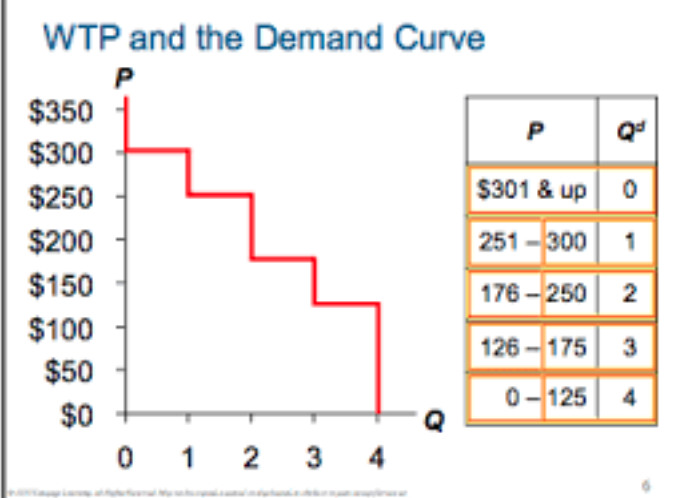 WTP and the Demand Curve
P
$350
$300
$250
$200
$150
$100
$50
$0
0 1 2 3 4
Q
P Qᵈ
$301 & up 0
251 – 300 1
176 – 250 2
126 – 175 3
0 – 125 4
6